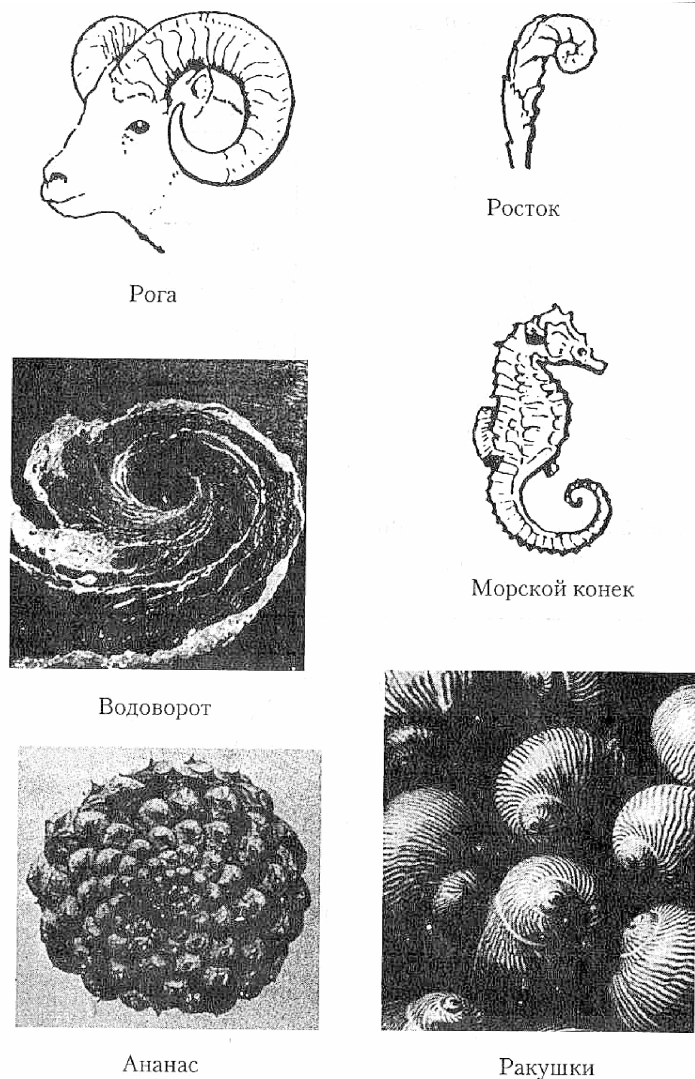 Рога
Росток
Водоворот
Морской конек
Ананас
Ракушки